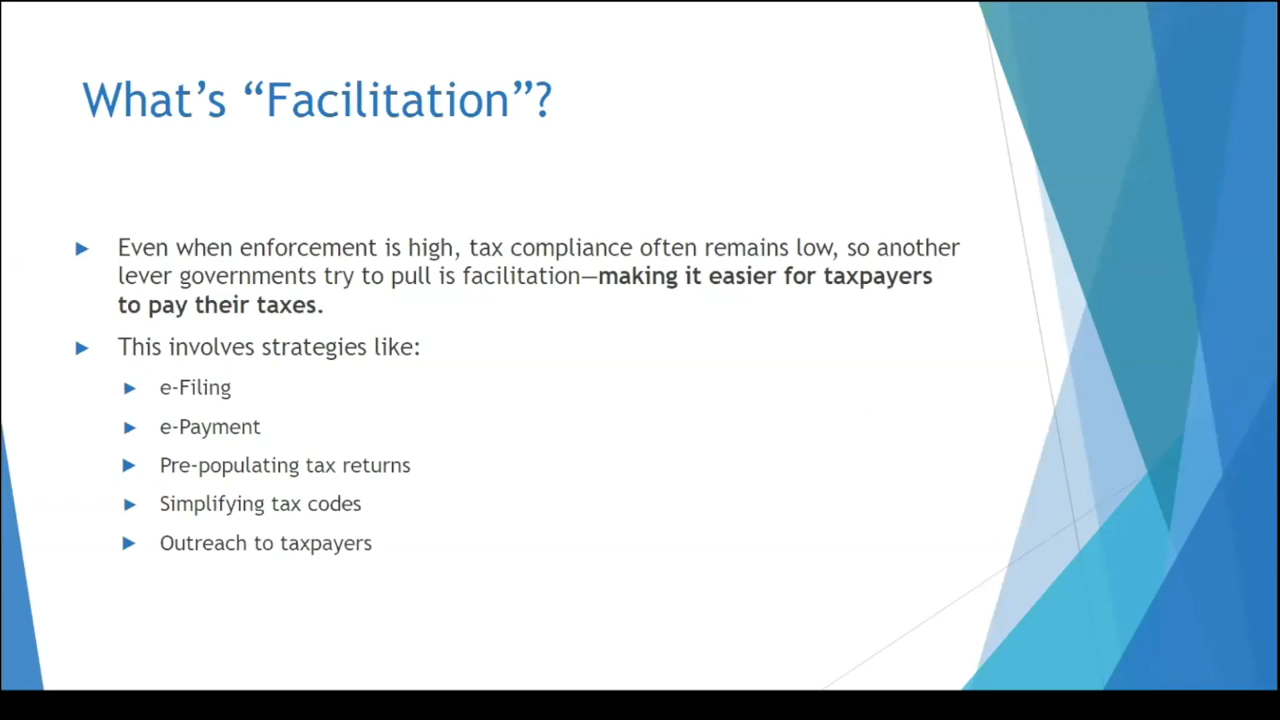 What’s “Facilitation”?
Even when enforcement is high, tax compliance often remains low, so another
lever governments try to pull is facilitation—making it easier for taxpayers
to pay their taxes.
This involves strategies like:
e-Filing
e-Payment
Pre-populating tax returns
Simplifying tax codes
Outreach to taxpayers